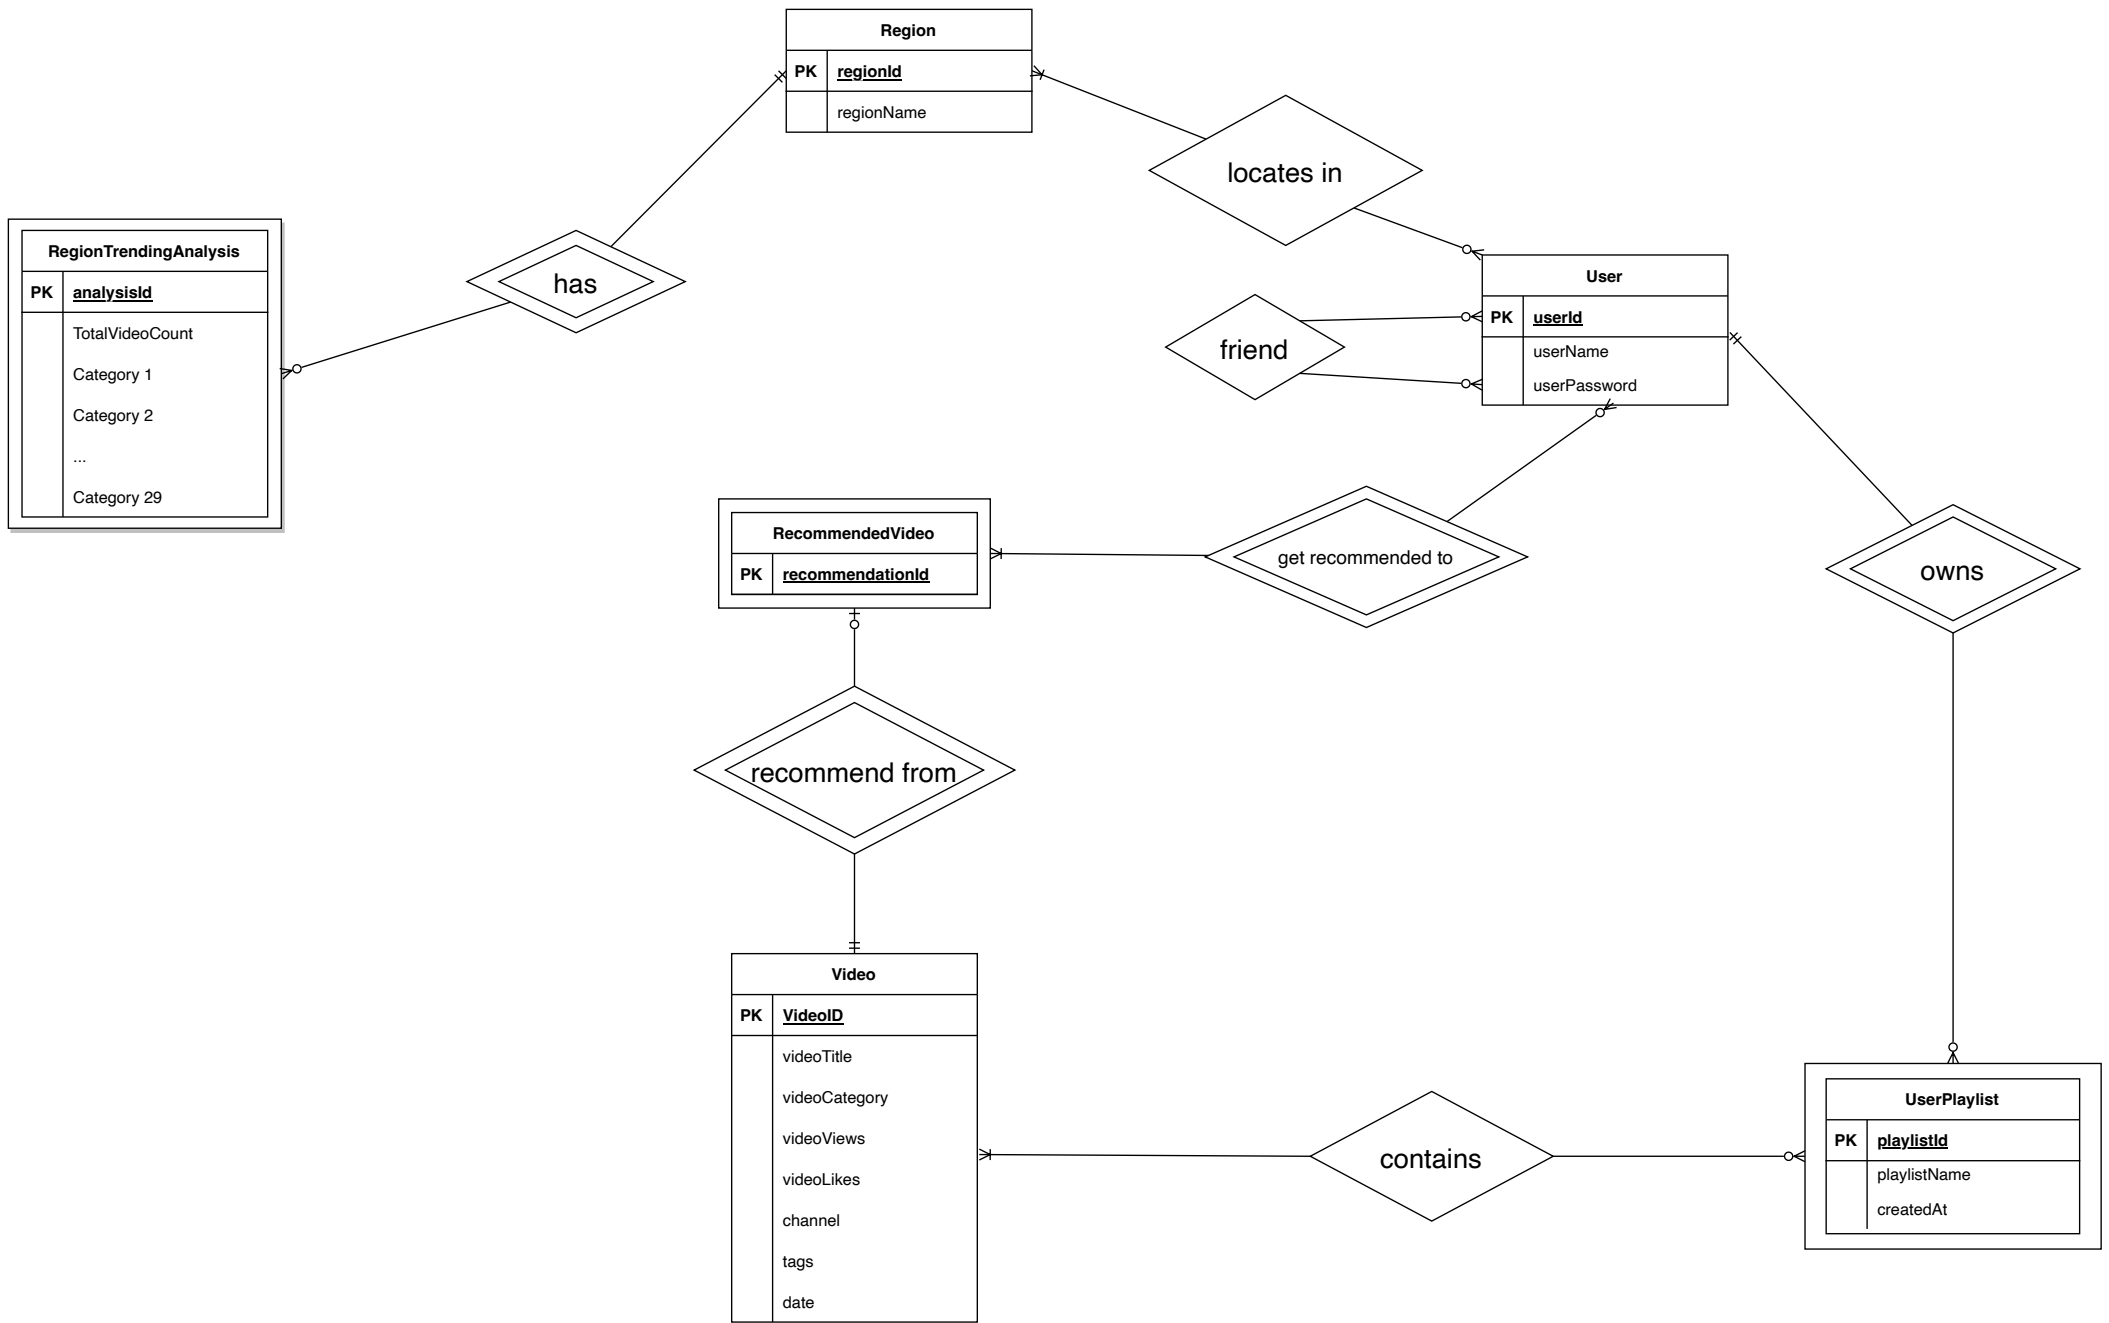 Region
PK regionId
regionName
locates in
RegionTrendingAnalysis
PK analysisId
TotalVideoCount
Category 1
Category 2
...
Category 29
has
User
PK userId
userName
userPassword
friend
RecommendedVideo
PK recommendationId
get recommended to
owns
recommend from
Video
PK VideoID
videoTitle
videoCategory
videoViews
videoLikes
channel
tags
date
contains
UserPlaylist
PK playlistId
playlistName
createdAt